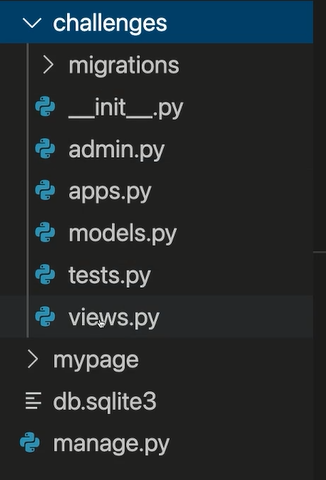 challenges
migrations
__init__.py
admin.py
apps.py
models.py
tests.py
views.py
mypage
db.sqlite3
manage.py